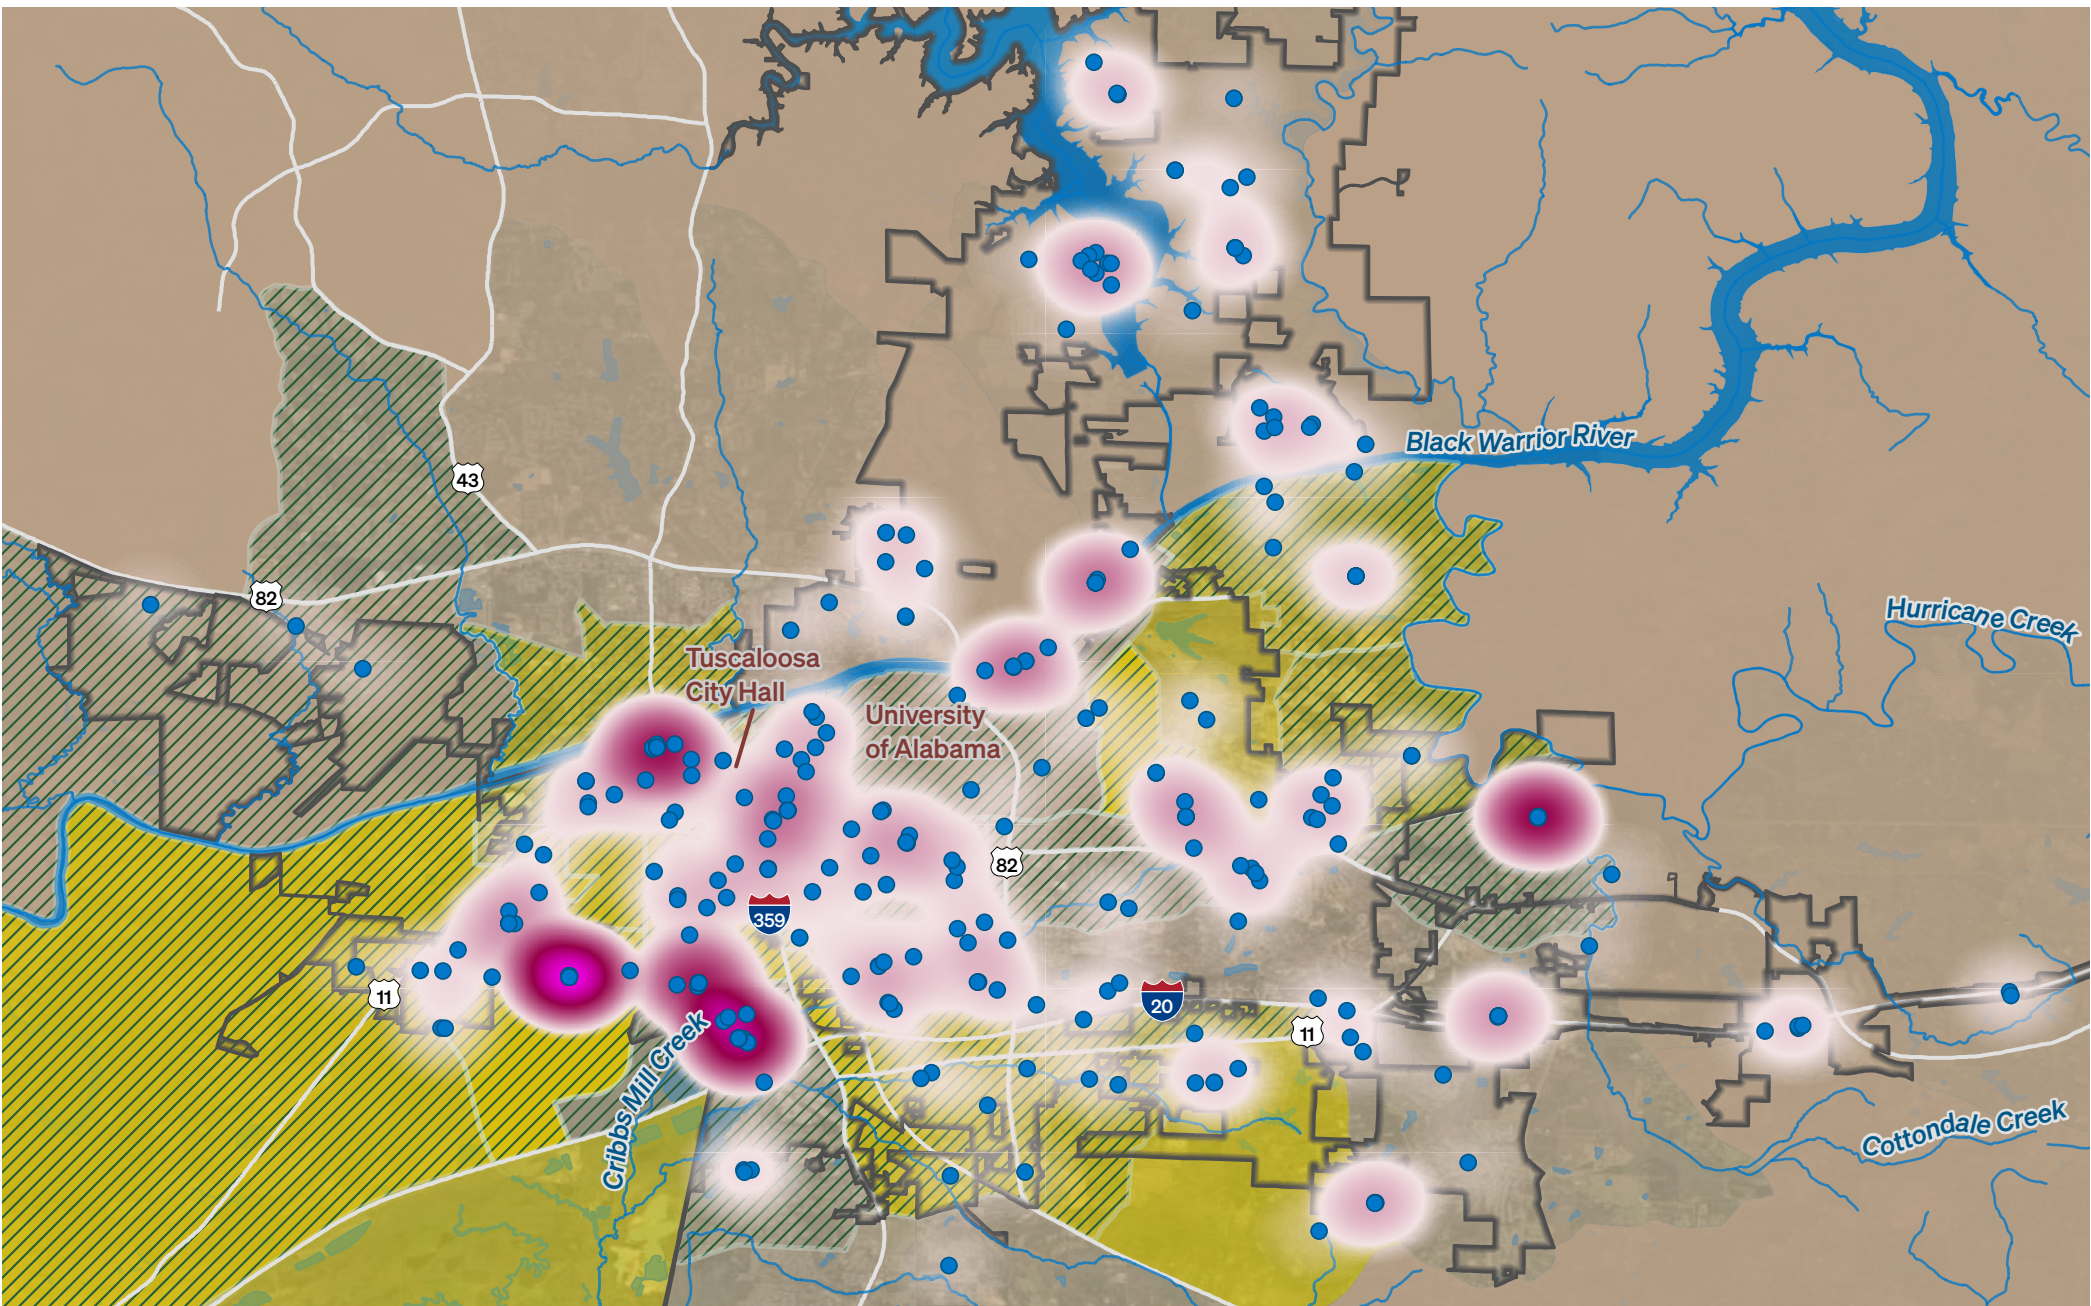 Black Warrior River
43
82
Hurricane Creek
Tuscaloosa
City Hall
University
of Alabama
82
359
11
20
11
Cribbs Mill Creek
Cottondale Creek